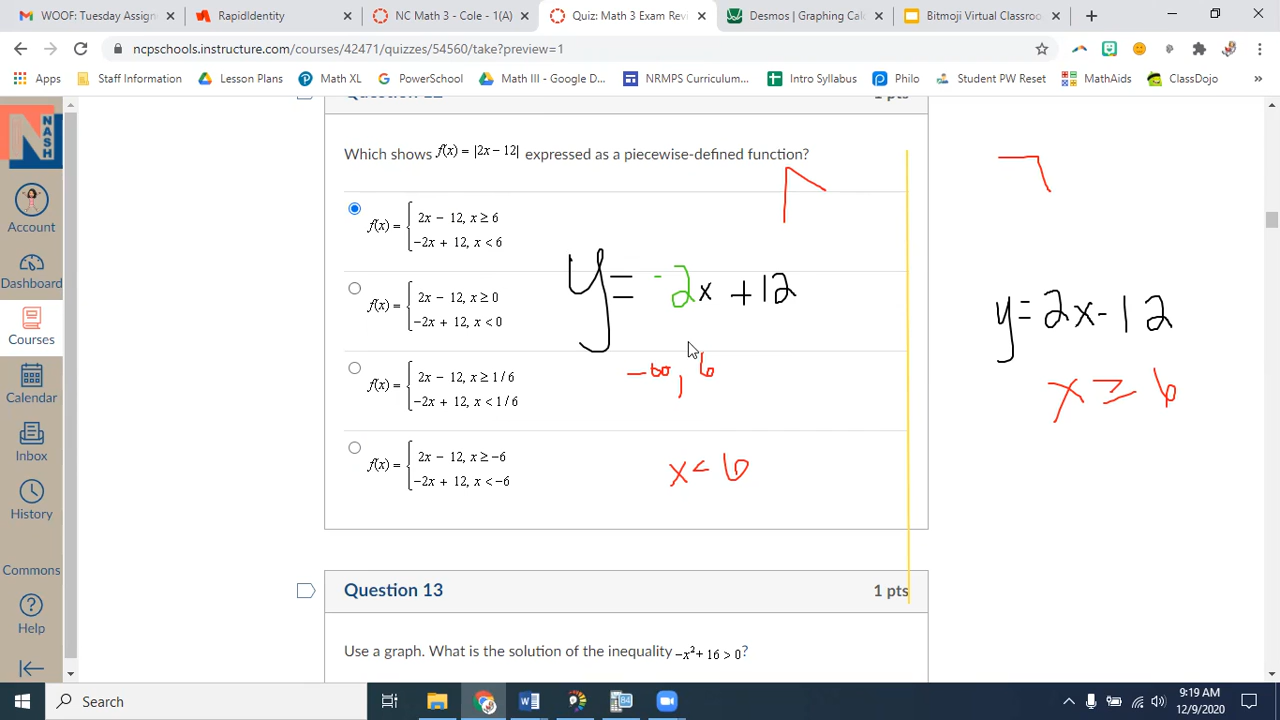 WOOF: Tuesday Assign
RapidIdentity
NC Math 3 - Cole - 1(A)
Quiz: Math 3 Exam Revi
Desmos | Graphing Calc
Bitmoji Virtual Classroo
ncpschools.instructure.com/courses/42471/quizzes/54560/take?preview=1
Apps
Staff Information
Lesson Plans
Math XL
PowerSchool
Math III - Google D...
NRMPS Curriculum...
Intro Syllabus
Philo
Student PW Reset
MathAids
ClassDojo
»
NASH
Account
Dashboard
Courses
Calendar
Inbox
History
Commons
Help
Question 12
1 pts
Which shows f(x) = |2x − 12| expressed as a piecewise-defined function?
f(x) = { 2x − 12, x ≥ 6
−2x + 12, x < 6
f(x) = { 2x − 12, x ≥ 0
−2x + 12, x < 0
f(x) = { 2x − 12, x ≥ 1/6
−2x + 12, x < 1/6
f(x) = { 2x − 12, x ≥ −6
−2x + 12, x < −6
y = -2x + 12
-∞, 6
x < 6
y = 2x - 12
x ≥ 6
Question 13
1 pts
Use a graph. What is the solution of the inequality −x²+ 16 > 0?
Search
9:19 AM
12/9/2020